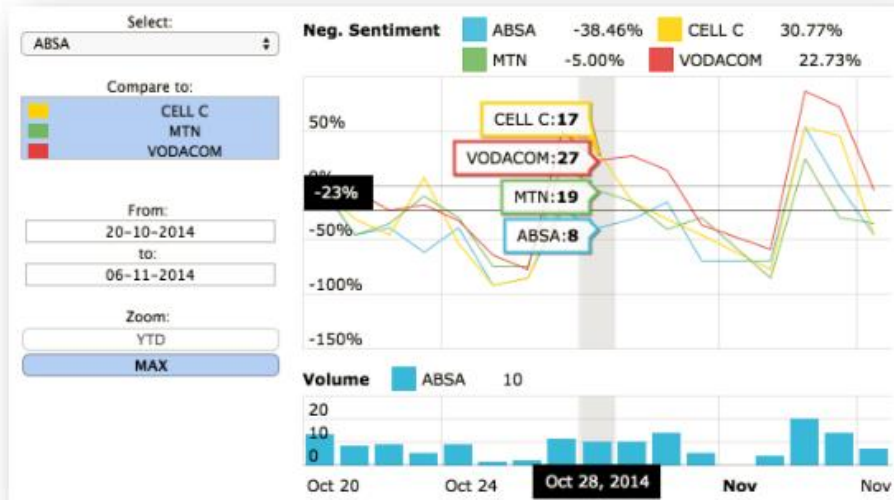 Select:
ABSA
Compare to:
CELL C
MTN
VODACOM
From:
20-10-2014
to:
06-11-2014
Zoom:
YTD
MAX
Neg. Sentiment ABSA -38.46% CELL C 30.77%
MTN -5.00% VODACOM 22.73%
50%
0%
-50%
-100%
-150%
-23%
CELL C:17
VODACOM:27
MTN:19
ABSA:8
Volume ABSA 10
20
10
0
Oct 20 Oct 24 Oct 28, 2014 Nov Nov